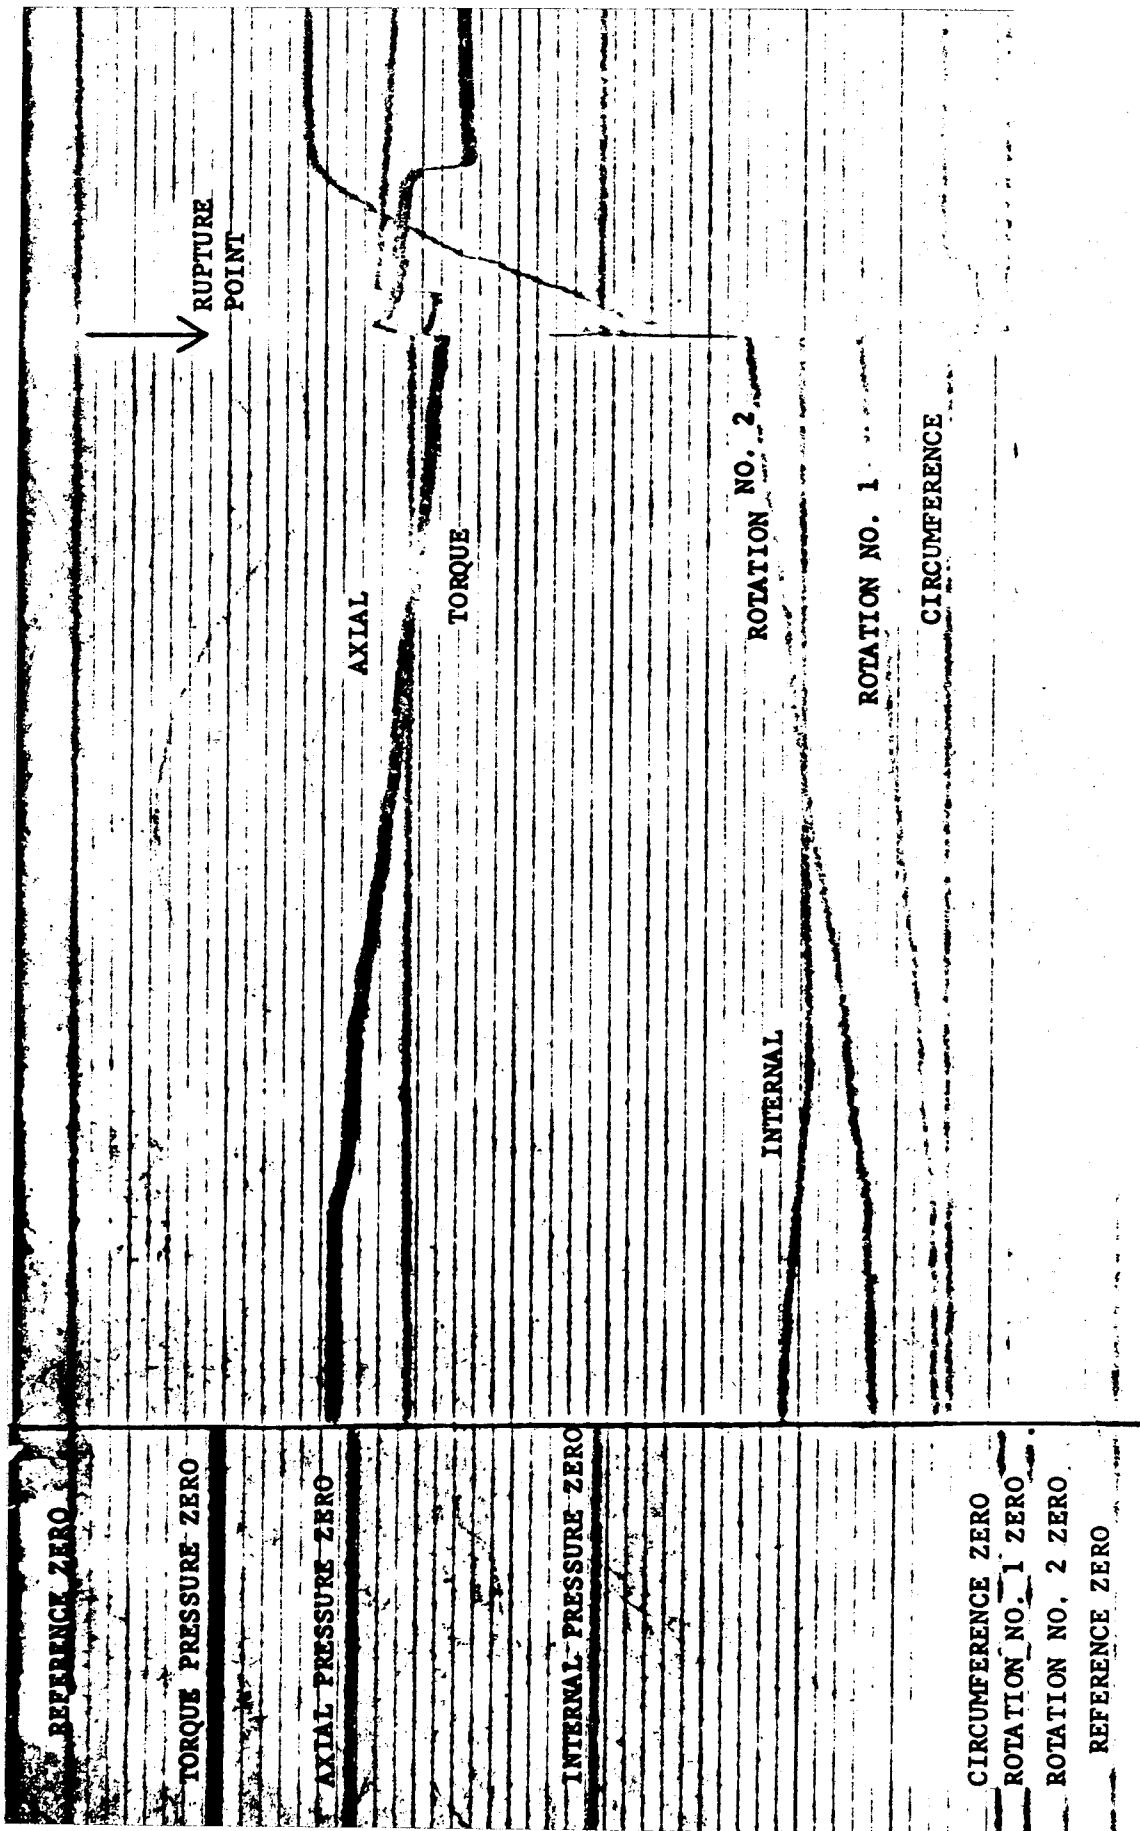 REFERENCE ZERO
TORQUE PRESSURE ZERO
AXIAL PRESSURE ZERO
INTERNAL PRESSURE ZERO
CIRCUMFERENCE ZERO
ROTATION NO. 1 ZERO
ROTATION NO. 2 ZERO
REFERENCE ZERO
RUPTURE
POINT
AXIAL
TORQUE
INTERNAL
ROTATION NO. 2
ROTATION NO. 1
CIRCUMFERENCE